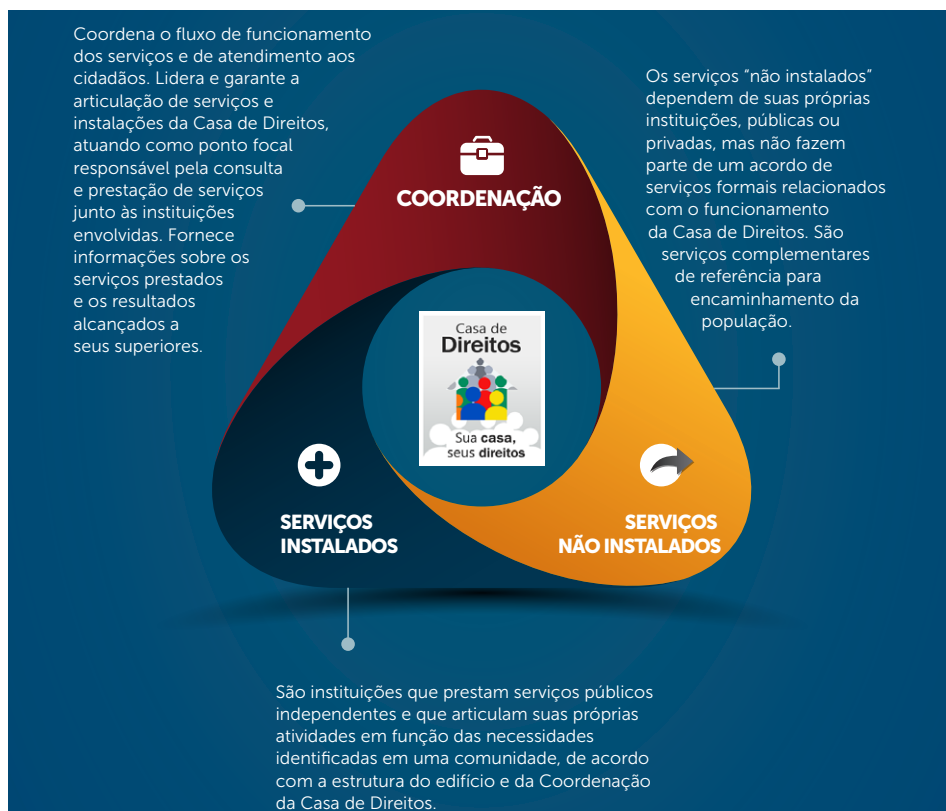 Coordena o fluxo de funcionamento
dos serviços e de atendimento aos
cidadãos. Lidera e garante a
articulação de serviços e
instalações da Casa de Direitos,
atuando como ponto focal
responsável pela consulta
e prestação de serviços
junto às instituições
envolvidas. Fornece
informações sobre os
serviços prestados
e os resultados
alcançados a
seus superiores.
COORDENAÇÃO
Os serviços “não instalados”
dependem de suas próprias
instituições, públicas ou
privadas, mas não fazem
parte de um acordo de
serviços formais relacionados
com o funcionamento
da Casa de Direitos. São
serviços complementares
de referência para
encaminhamento da
população.
Casa de
Direitos
Sua casa,
seus direitos
SERVIÇOS
INSTALADOS
SERVIÇOS
NÃO INSTALADOS
São instituições que prestam serviços públicos
independentes e que articulam suas próprias
atividades em função das necessidades
identificadas em uma comunidade, de acordo
com a estrutura do edifício e da Coordenação
da Casa de Direitos.